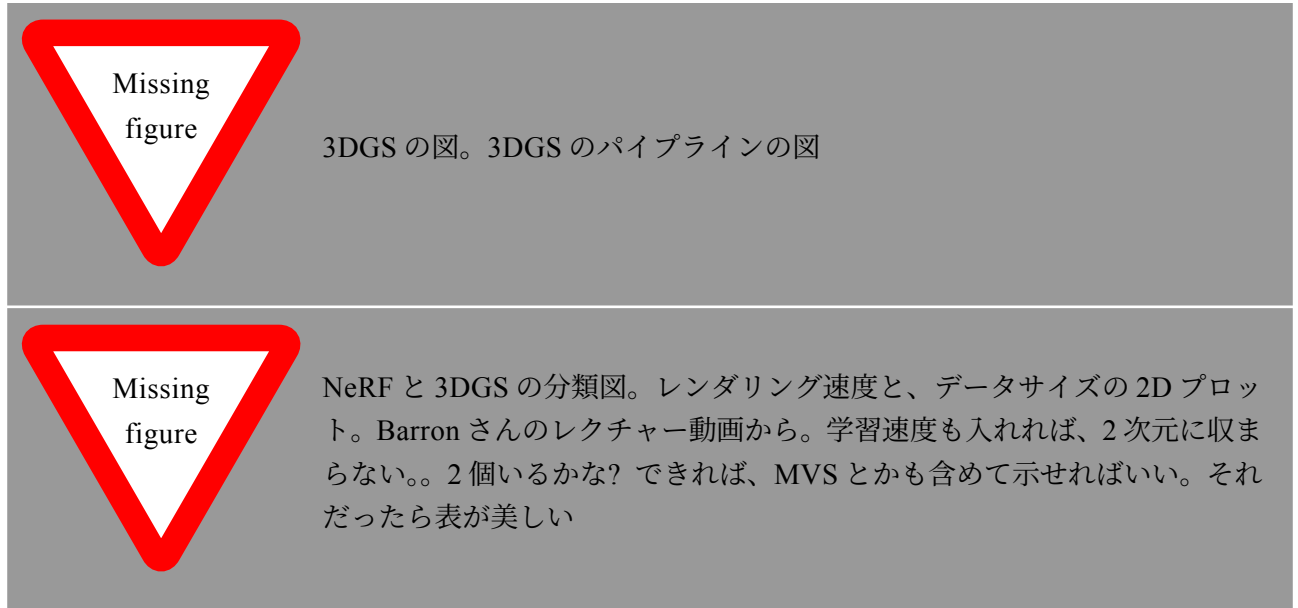 Missing
figure
3DGS の図。3DGS のパイプラインの図
Missing
figure
NeRF と 3DGS の分類図。レンダリング速度と、データサイズの 2D プロッ
ト。Barron さんのレクチャー動画から。学習速度も入れれば、2 次元に収ま
らない。。2 個いるかな? できれば、MVS とかも含めて示せればいい。それ
だったら表が美しい